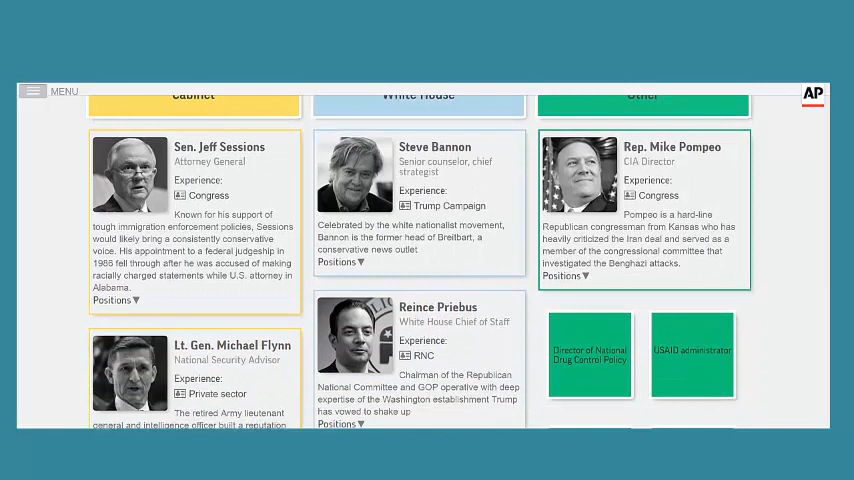 MENU
AP
Cabinet
White House
Other
Sen. Jeff Sessions
Attorney General
Experience:
Congress
Known for his support of
tough immigration enforcement policies, Sessions
would likely bring a consistently conservative
voice. His appointment to a federal judgeship in
1986 fell through after he was accused of making
racially charged statements while U.S. attorney in
Alabama.
Positions▼
Lt. Gen. Michael Flynn
National Security Advisor
Experience:
Private sector
The retired Army lieutenant
general and intelligence officer built a reputation
Steve Bannon
Senior counselor, chief
strategist
Experience:
Trump Campaign
Celebrated by the white nationalist movement,
Bannon is the former head of Breitbart, a
conservative news outlet
Positions▼
Reince Priebus
White House Chief of Staff
Experience:
RNC
Chairman of the Republican
National Committee and GOP operative with deep
expertise of the Washington establishment Trump
has vowed to shake up
Positions▼
Rep. Mike Pompeo
CIA Director
Experience:
Congress
Pompeo is a hard-line
Republican congressman from Kansas who has
heavily criticized the Iran deal and served as a
member of the congressional committee that
investigated the Benghazi attacks.
Positions▼
Director of National
Drug Control Policy
USAID administrator